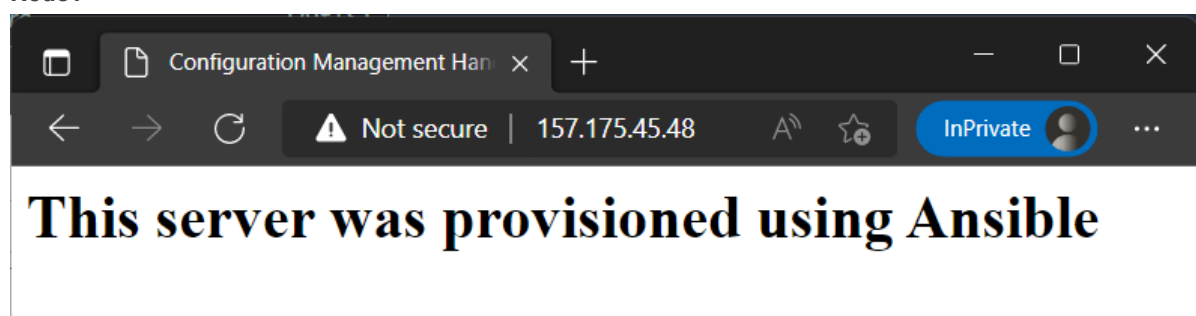 Configuration Management Han
Not secure | 157.175.45.48
InPrivate
This server was provisioned using Ansible